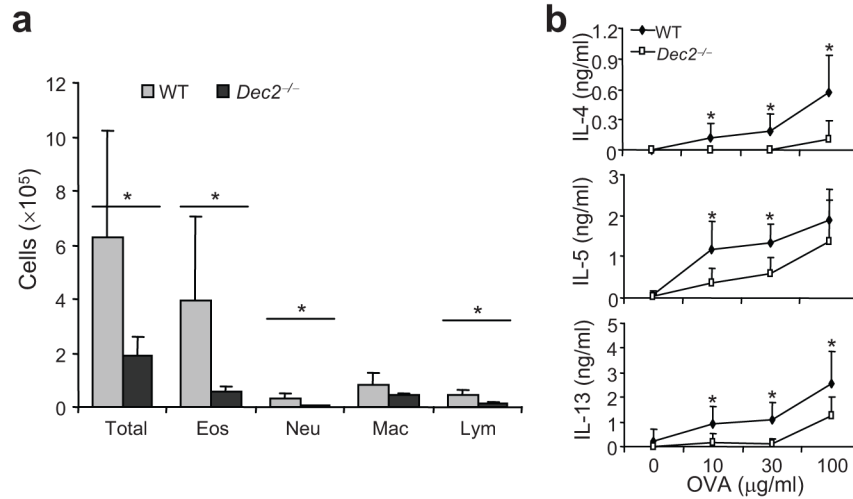 a
WT Dec2–/–
Cells (×10⁵)
12
10
8
6
4
2
0
* * * *
Total Eos Neu Mac Lym
b
WT
Dec2–/–
IL-4 (ng/ml)
1.2
0.9
0.6
0.3
0
* * *
IL-5 (ng/ml)
3
2
1
0
* *
IL-13 (ng/ml)
5
4
3
2
1
0
* * *
0 10 30 100
OVA (μg/ml)